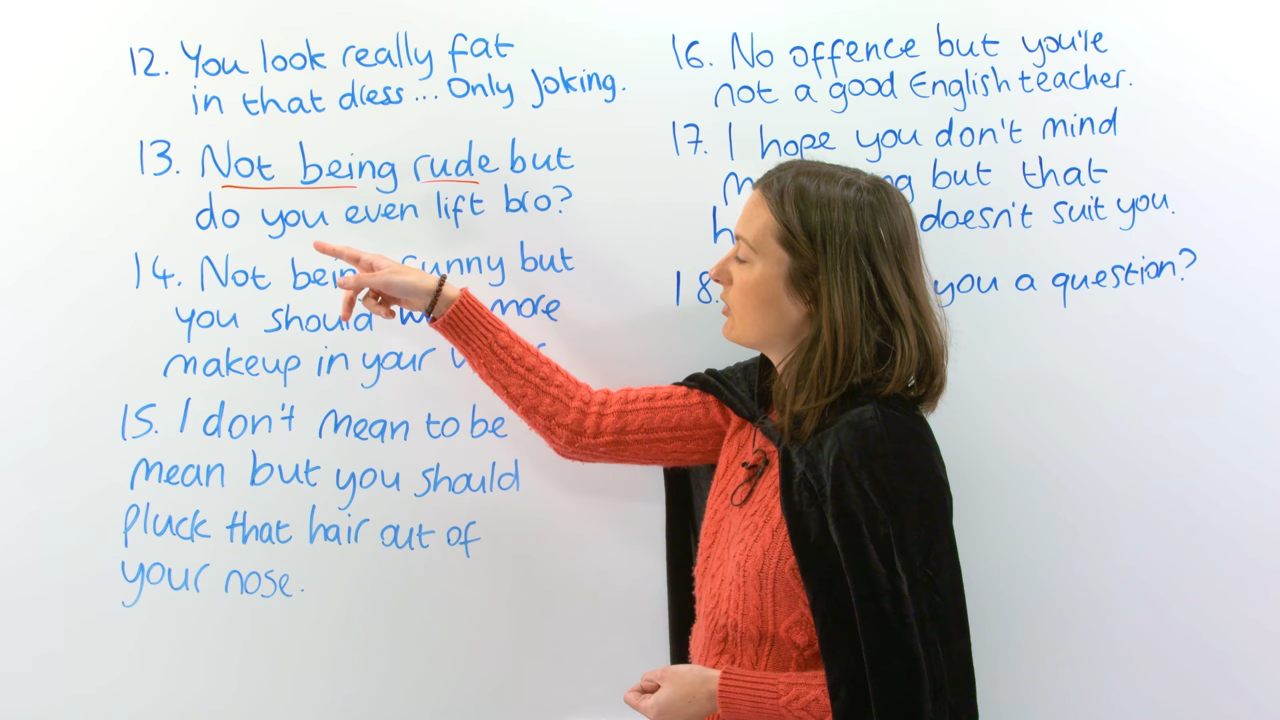 12. You look really fat
in that dress... Only Joking.
13. Not being rude but
do you even lift bro?
14. Not being funny but
you should more
makeup in your
15. I don't mean to be
mean but you should
pluck that hair out of
your nose.
16. No offence but you're
not a good English teacher.
17. I hope you don't mind
but that
doesn't suit you.
18. you a question?